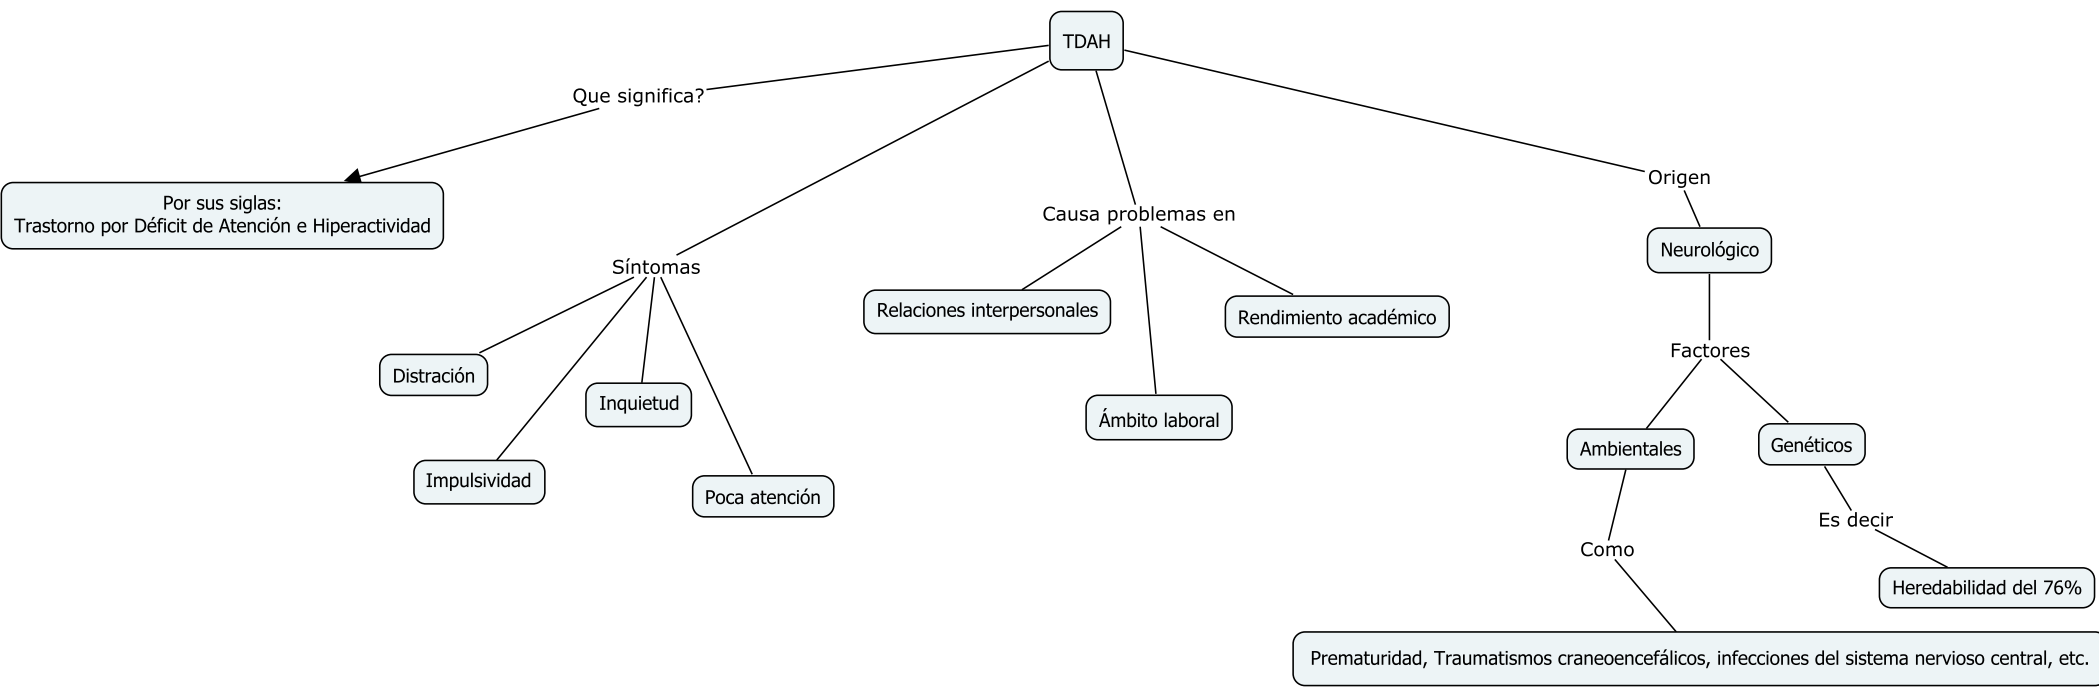 TDAH
Que significa?
Por sus siglas:
Trastorno por Déficit de Atención e Hiperactividad
Origen
Causa problemas en
Neurológico
Síntomas
Relaciones interpersonales
Rendimiento académico
Factores
Distración
Inquietud
Ámbito laboral
Ambientales
Genéticos
Impulsividad
Poca atención
Es decir
Como
Heredabilidad del 76%
Prematuridad, Traumatismos craneoencefálicos, infecciones del sistema nervioso central, etc.